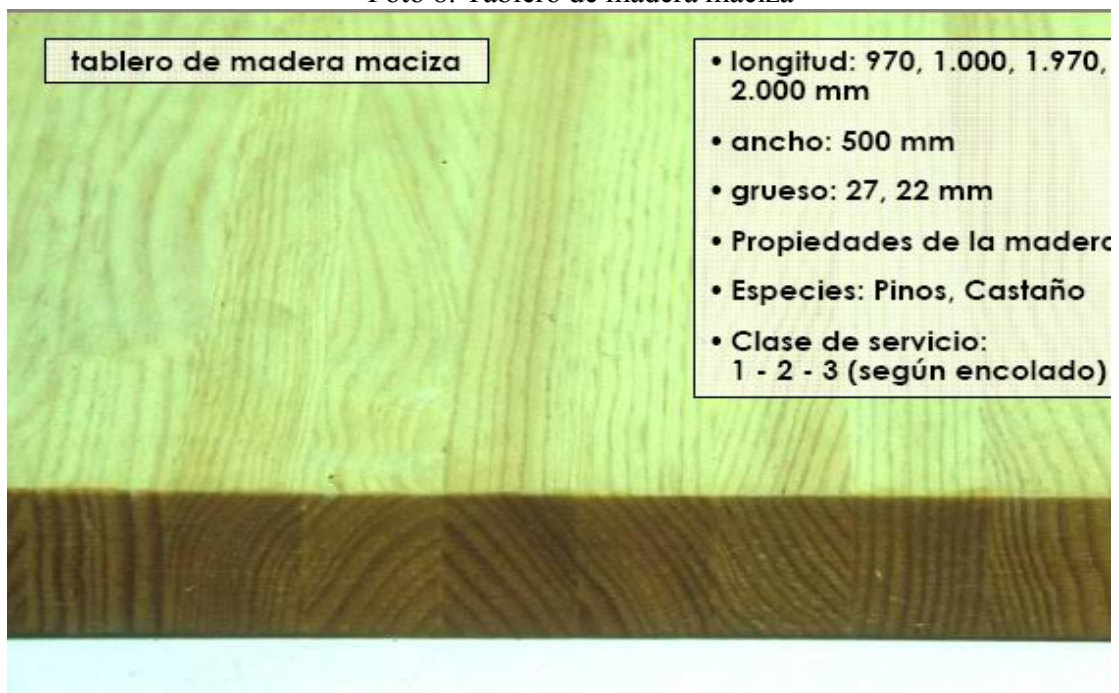 tablero de madera maciza
• longitud: 970, 1.000, 1.970,
2.000 mm
• ancho: 500 mm
• grueso: 27, 22 mm
• Propiedades de la madera
• Especies: Pinos, Castaño
• Clase de servicio:
1 - 2 - 3 (según encolado)